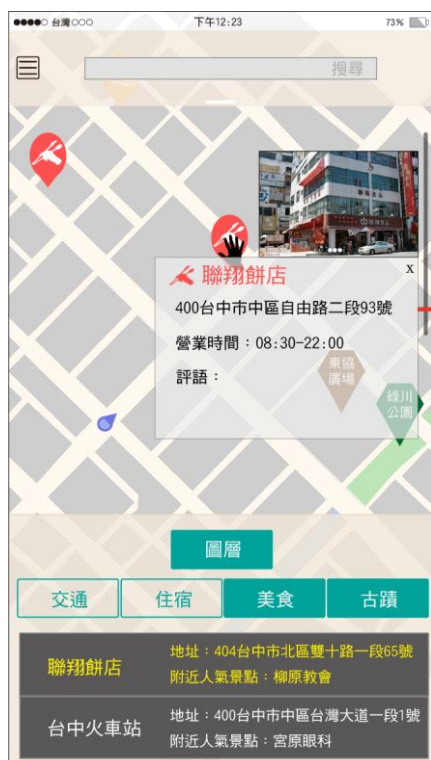 台灣
下午12:23
73%
搜尋
聯翔餅店
x
400台中市中區自由路二段93號
營業時間：08:30-22:00
評語：
東協
廣場
綠川
公園
圖層
交通
住宿
美食
古蹟
聯翔餅店
地址：404台中市北區雙十路一段65號
附近人氣景點：柳原教會
台中火車站
地址：400台中市中區台灣大道一段1號
附近人氣景點：宮原眼科